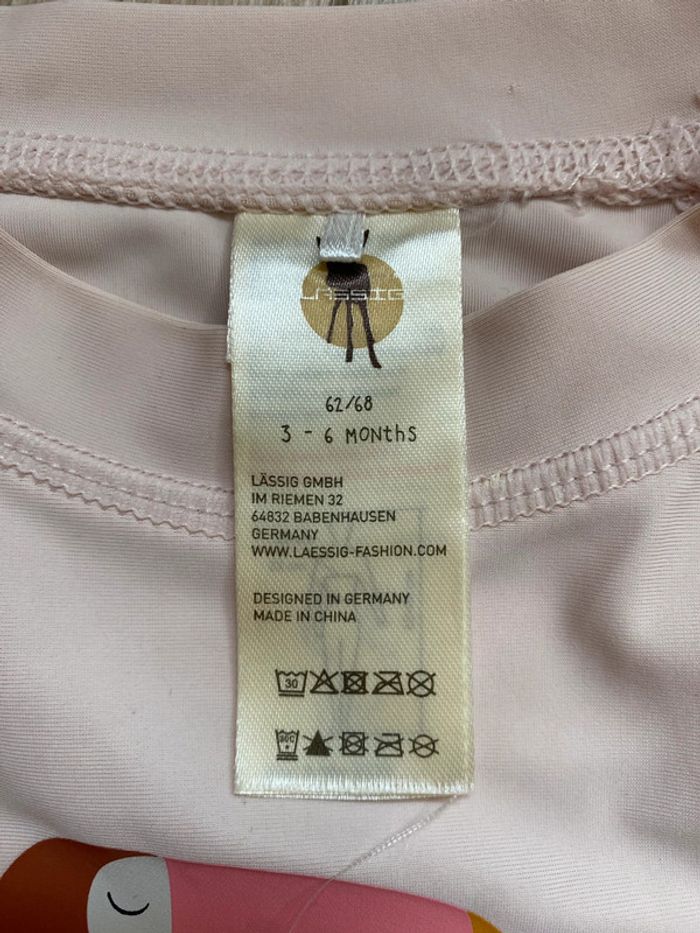 LÄSSIG
62/68
3 - 6 MONThS
LÄSSIG GMBH
IM RIEMEN 32
64832 BABENHAUSEN
GERMANY
WWW.LAESSIG-FASHION.COM
DESIGNED IN GERMANY
MADE IN CHINA
30
30C